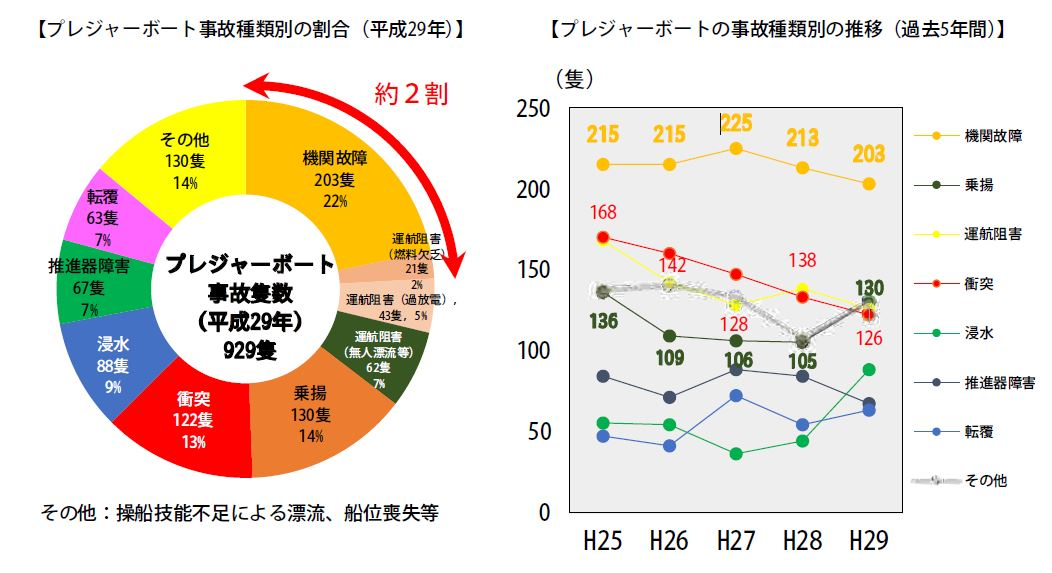 【プレジャーボート事故種類別の割合（平成29年）】
約２割
その他
130隻
14%
機関故障
203隻
22%
転覆
63隻
7%
運航阻害
（燃料欠乏）
21隻
2%
推進器障害
67隻
7%
運航阻害（過放電）,
43隻, 5%
プレジャーボート
事故隻数
（平成29年）
929隻
運航阻害
（無人漂流等）
62隻
7%
浸水
88隻
9%
衝突
122隻
13%
乗揚
130隻
14%
その他：操船技能不足による漂流、船位喪失等
【プレジャーボートの事故種類別の推移（過去5年間）】
（隻）
250
200
150
100
50
0
215
215
225
213
203
168
142
128
138
126
136
109
106
105
130
H25
H26
H27
H28
H29
機関故障
乗揚
運航阻害
衝突
浸水
推進器障害
転覆
その他